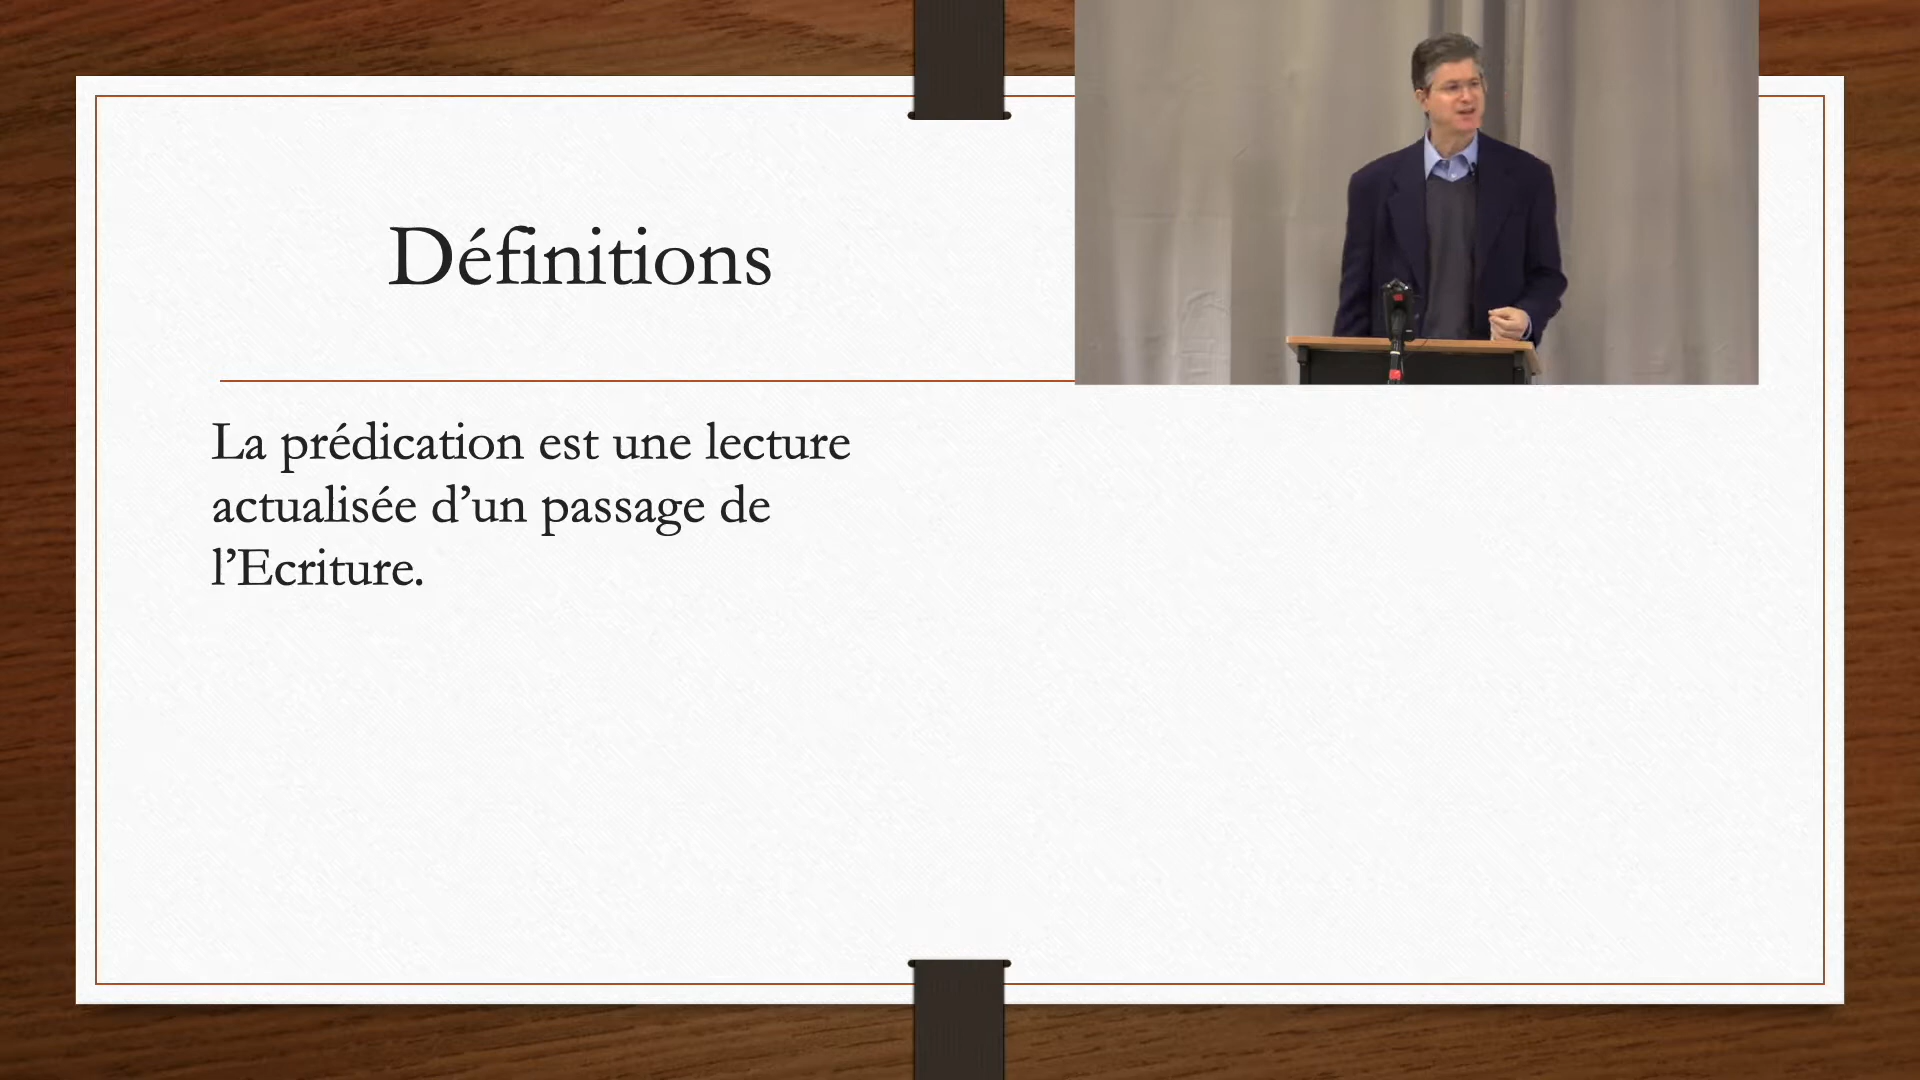 Définitions
La prédication est une lecture
actualisée d’un passage de
l’Ecriture.